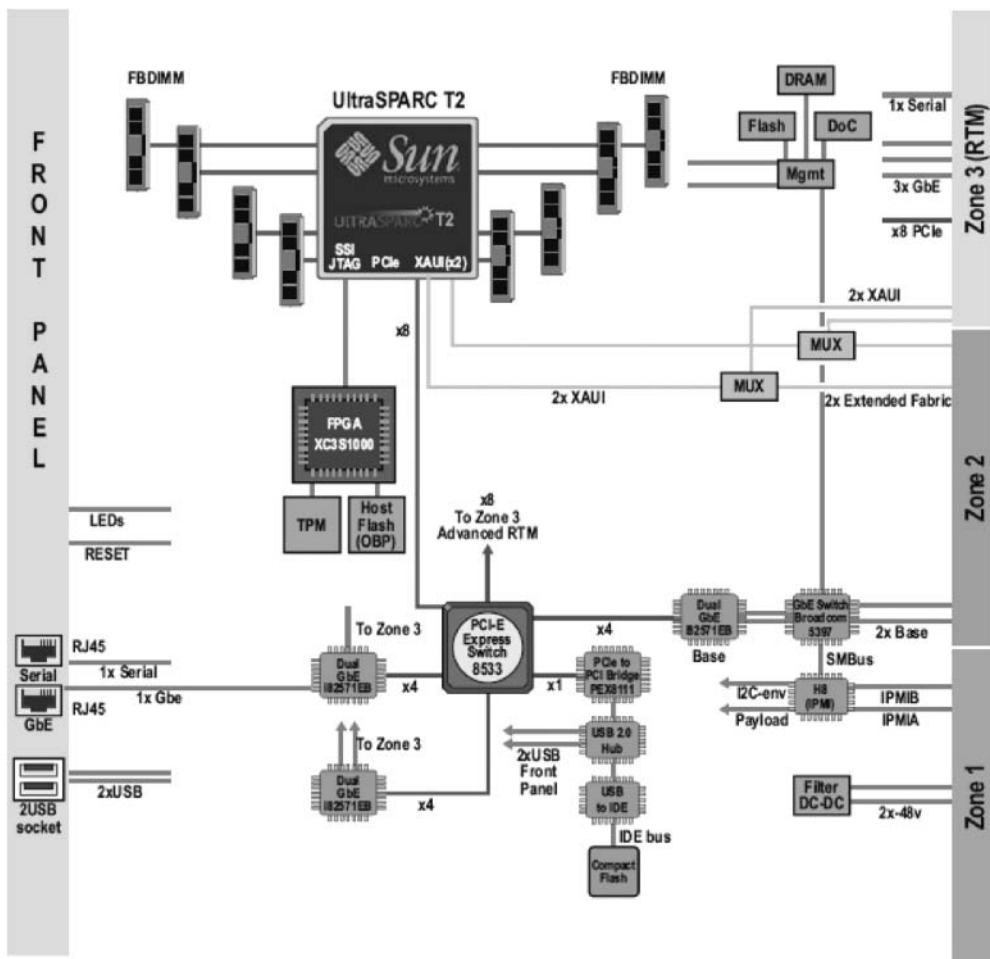 FRONT PANEL
FBDIMM
UltraSPARC T2
FBDIMM
Sun
microsystems
ULTRASPARC T2
SSI
JTAG
PCIe
XAUI(x2)
DRAM
Flash
DoC
Mgmt
1x Serial
3x GbE
x8 PCIe
Zone 3 (RTM)
x8
2x XAUI
MUX
MUX
2x XAUI
2x Extended Fabric
Zone 2
FPGA
XC3S1000
TPM
Host
Flash
(OBP)
LEDs
RESET
x8
To Zone 3
Advanced RTM
RJ45
Serial
1x Serial
RJ45
GbE
1x Gbe
2xUSB
2USB
socket
To Zone 3
Dual
GbE
i82571EB
x4
To Zone 3
Dual
GbE
i82571EB
x4
PCI-E
Express
Switch
8533
x4
x1
PCIe to
PCI Bridge
PEX8111
USB 2.0
Hub
2xUSB
Front
Panel
USB
to IDE
IDE bus
Compact
Flash
Dual
GbE
82571EB
Base
GbE Switch
Broadcom
5397
2x Base
SMBus
I2C-env
Payload
H8
(IPMI)
IPMIB
IPMIA
Filter
DC-DC
2x-48v
Zone 1